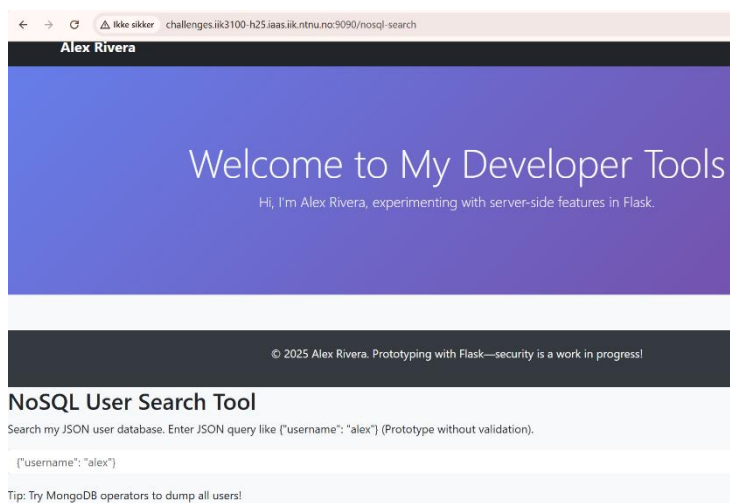 Ikke sikker challenges.iik3100-h25.iaas.iik.ntnu.no:9090/nosql-search
Alex Rivera
Welcome to My Developer Tools
Hi, I'm Alex Rivera, experimenting with server-side features in Flask.
© 2025 Alex Rivera. Prototyping with Flask—security is a work in progress!
NoSQL User Search Tool
Search my JSON user database. Enter JSON query like {"username": "alex"} (Prototype without validation).
{"username": "alex"}
Tip: Try MongoDB operators to dump all users!